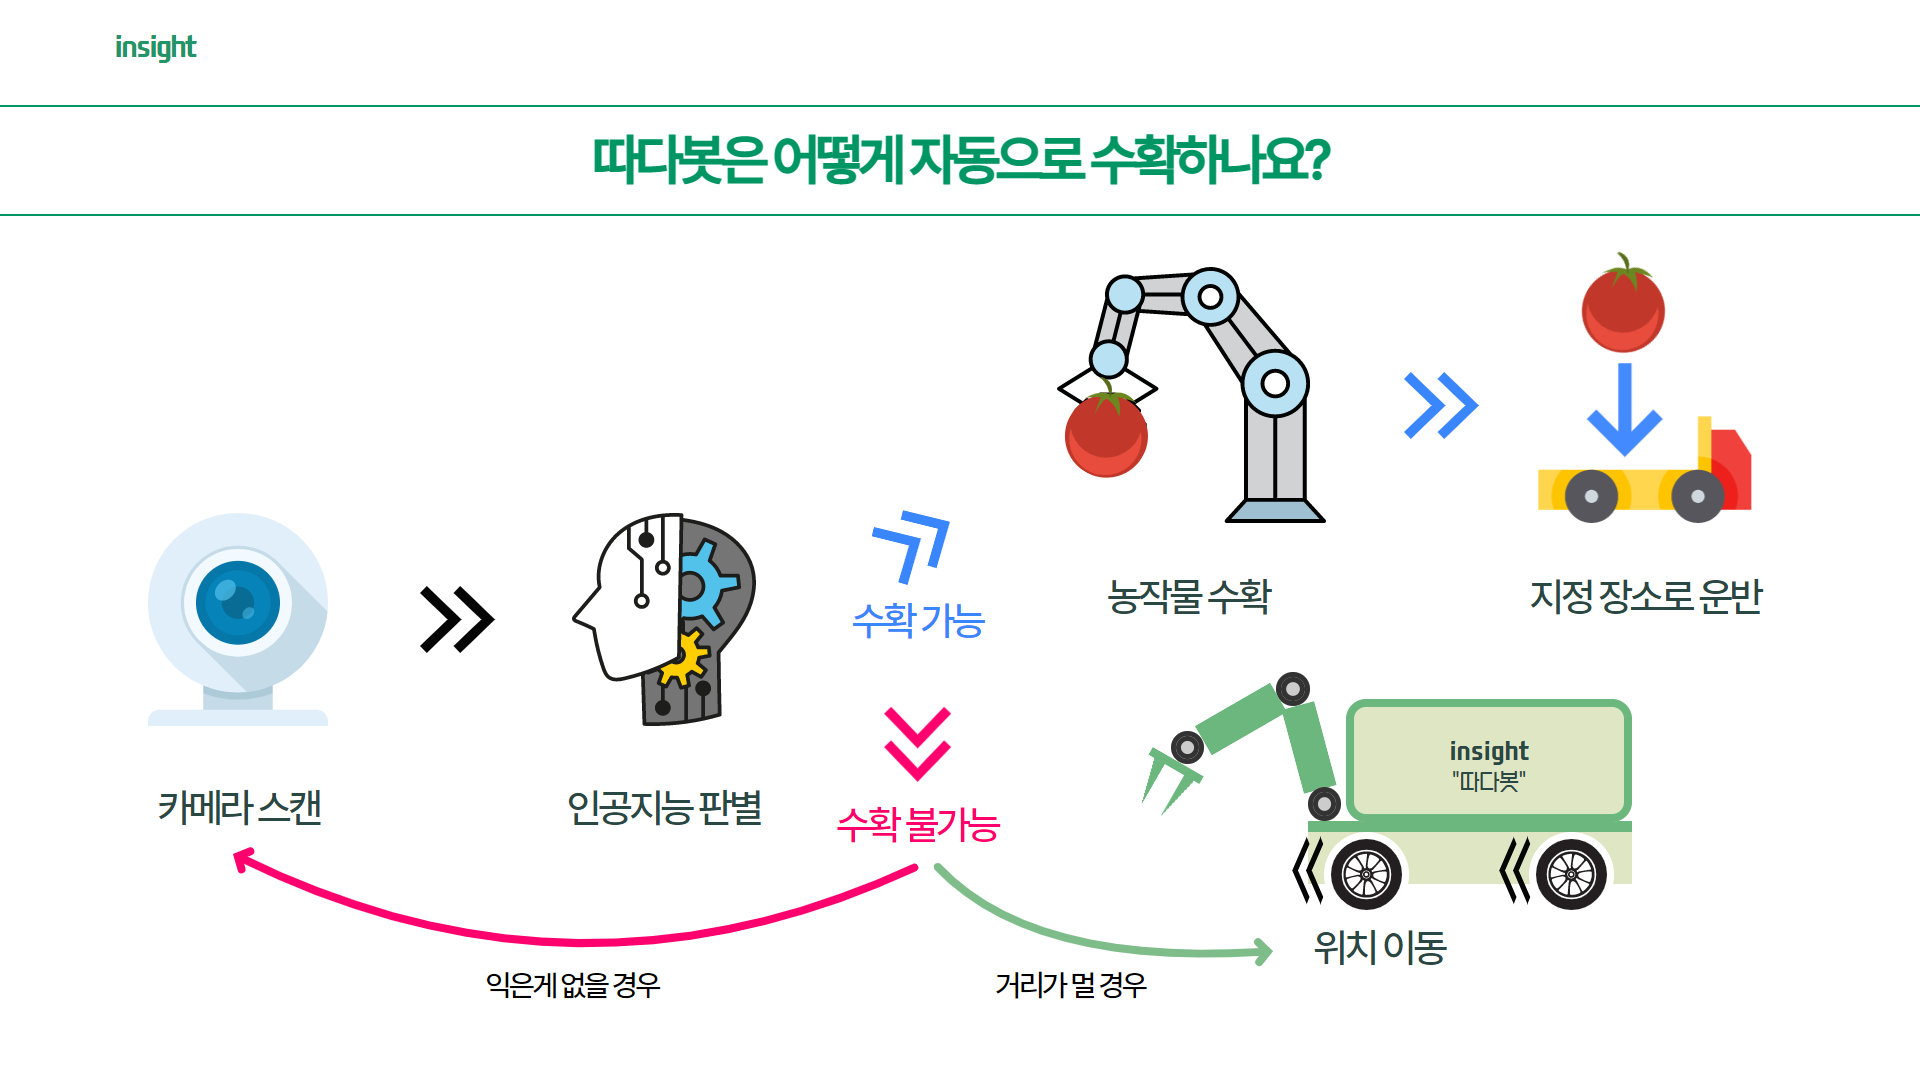 insight
따다봇은 어떻게 자동으로 수확하나요?
농작물 수확
지정 장소로 운반
수확 가능
카메라 스캔
인공지능 판별
수확 불가능
insight
"따다봇"
위치 이동
익은게 없을 경우
거리가 멀 경우